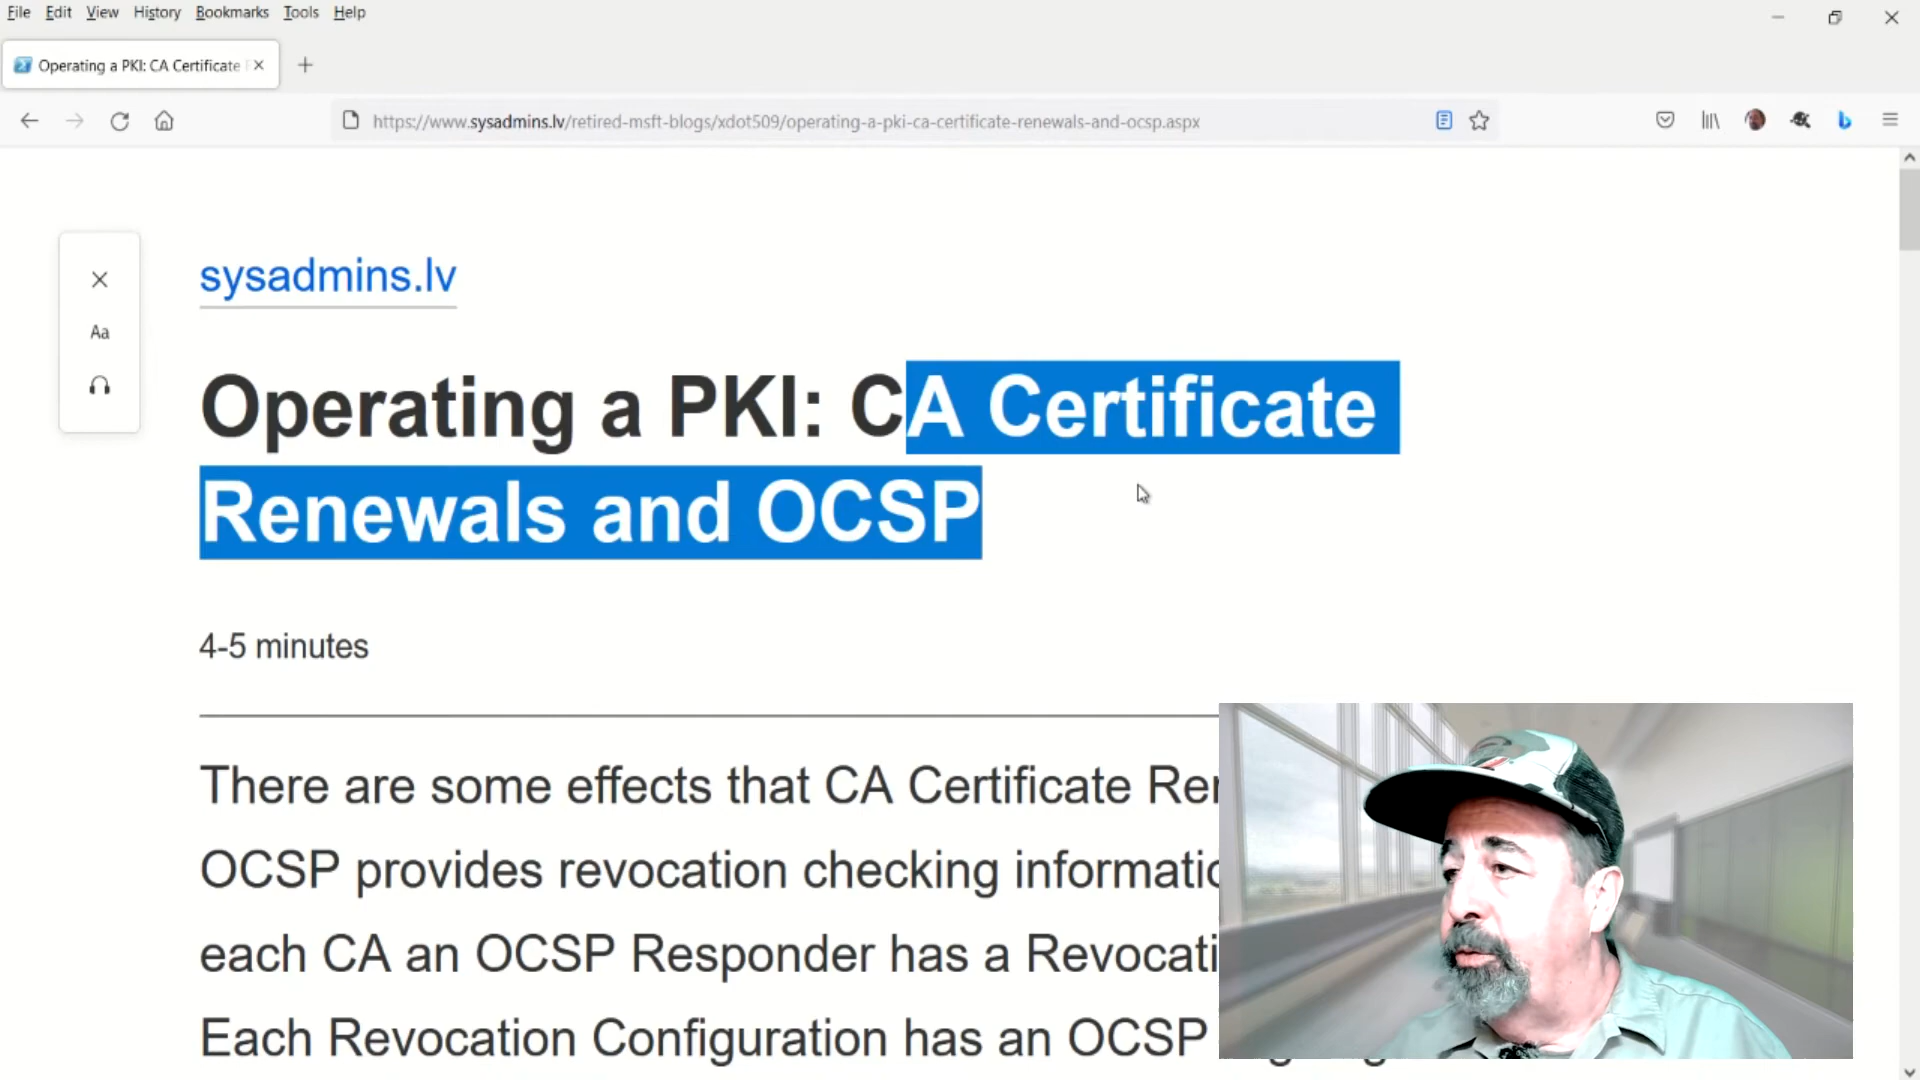 File Edit View History Bookmarks Tools Help
Operating a PKI: CA Certificate
https://www.sysadmins.lv/retired-msft-blogs/xdot509/operating-a-pki-ca-certificate-renewals-and-ocsp.aspx
sysadmins.lv
Aa
Operating a PKI: CA Certificate
Renewals and OCSP
4-5 minutes
There are some effects that CA Certificate
OCSP provides revocation checking
each CA an OCSP Responder has a
Each Revocation Configuration has an OCSP